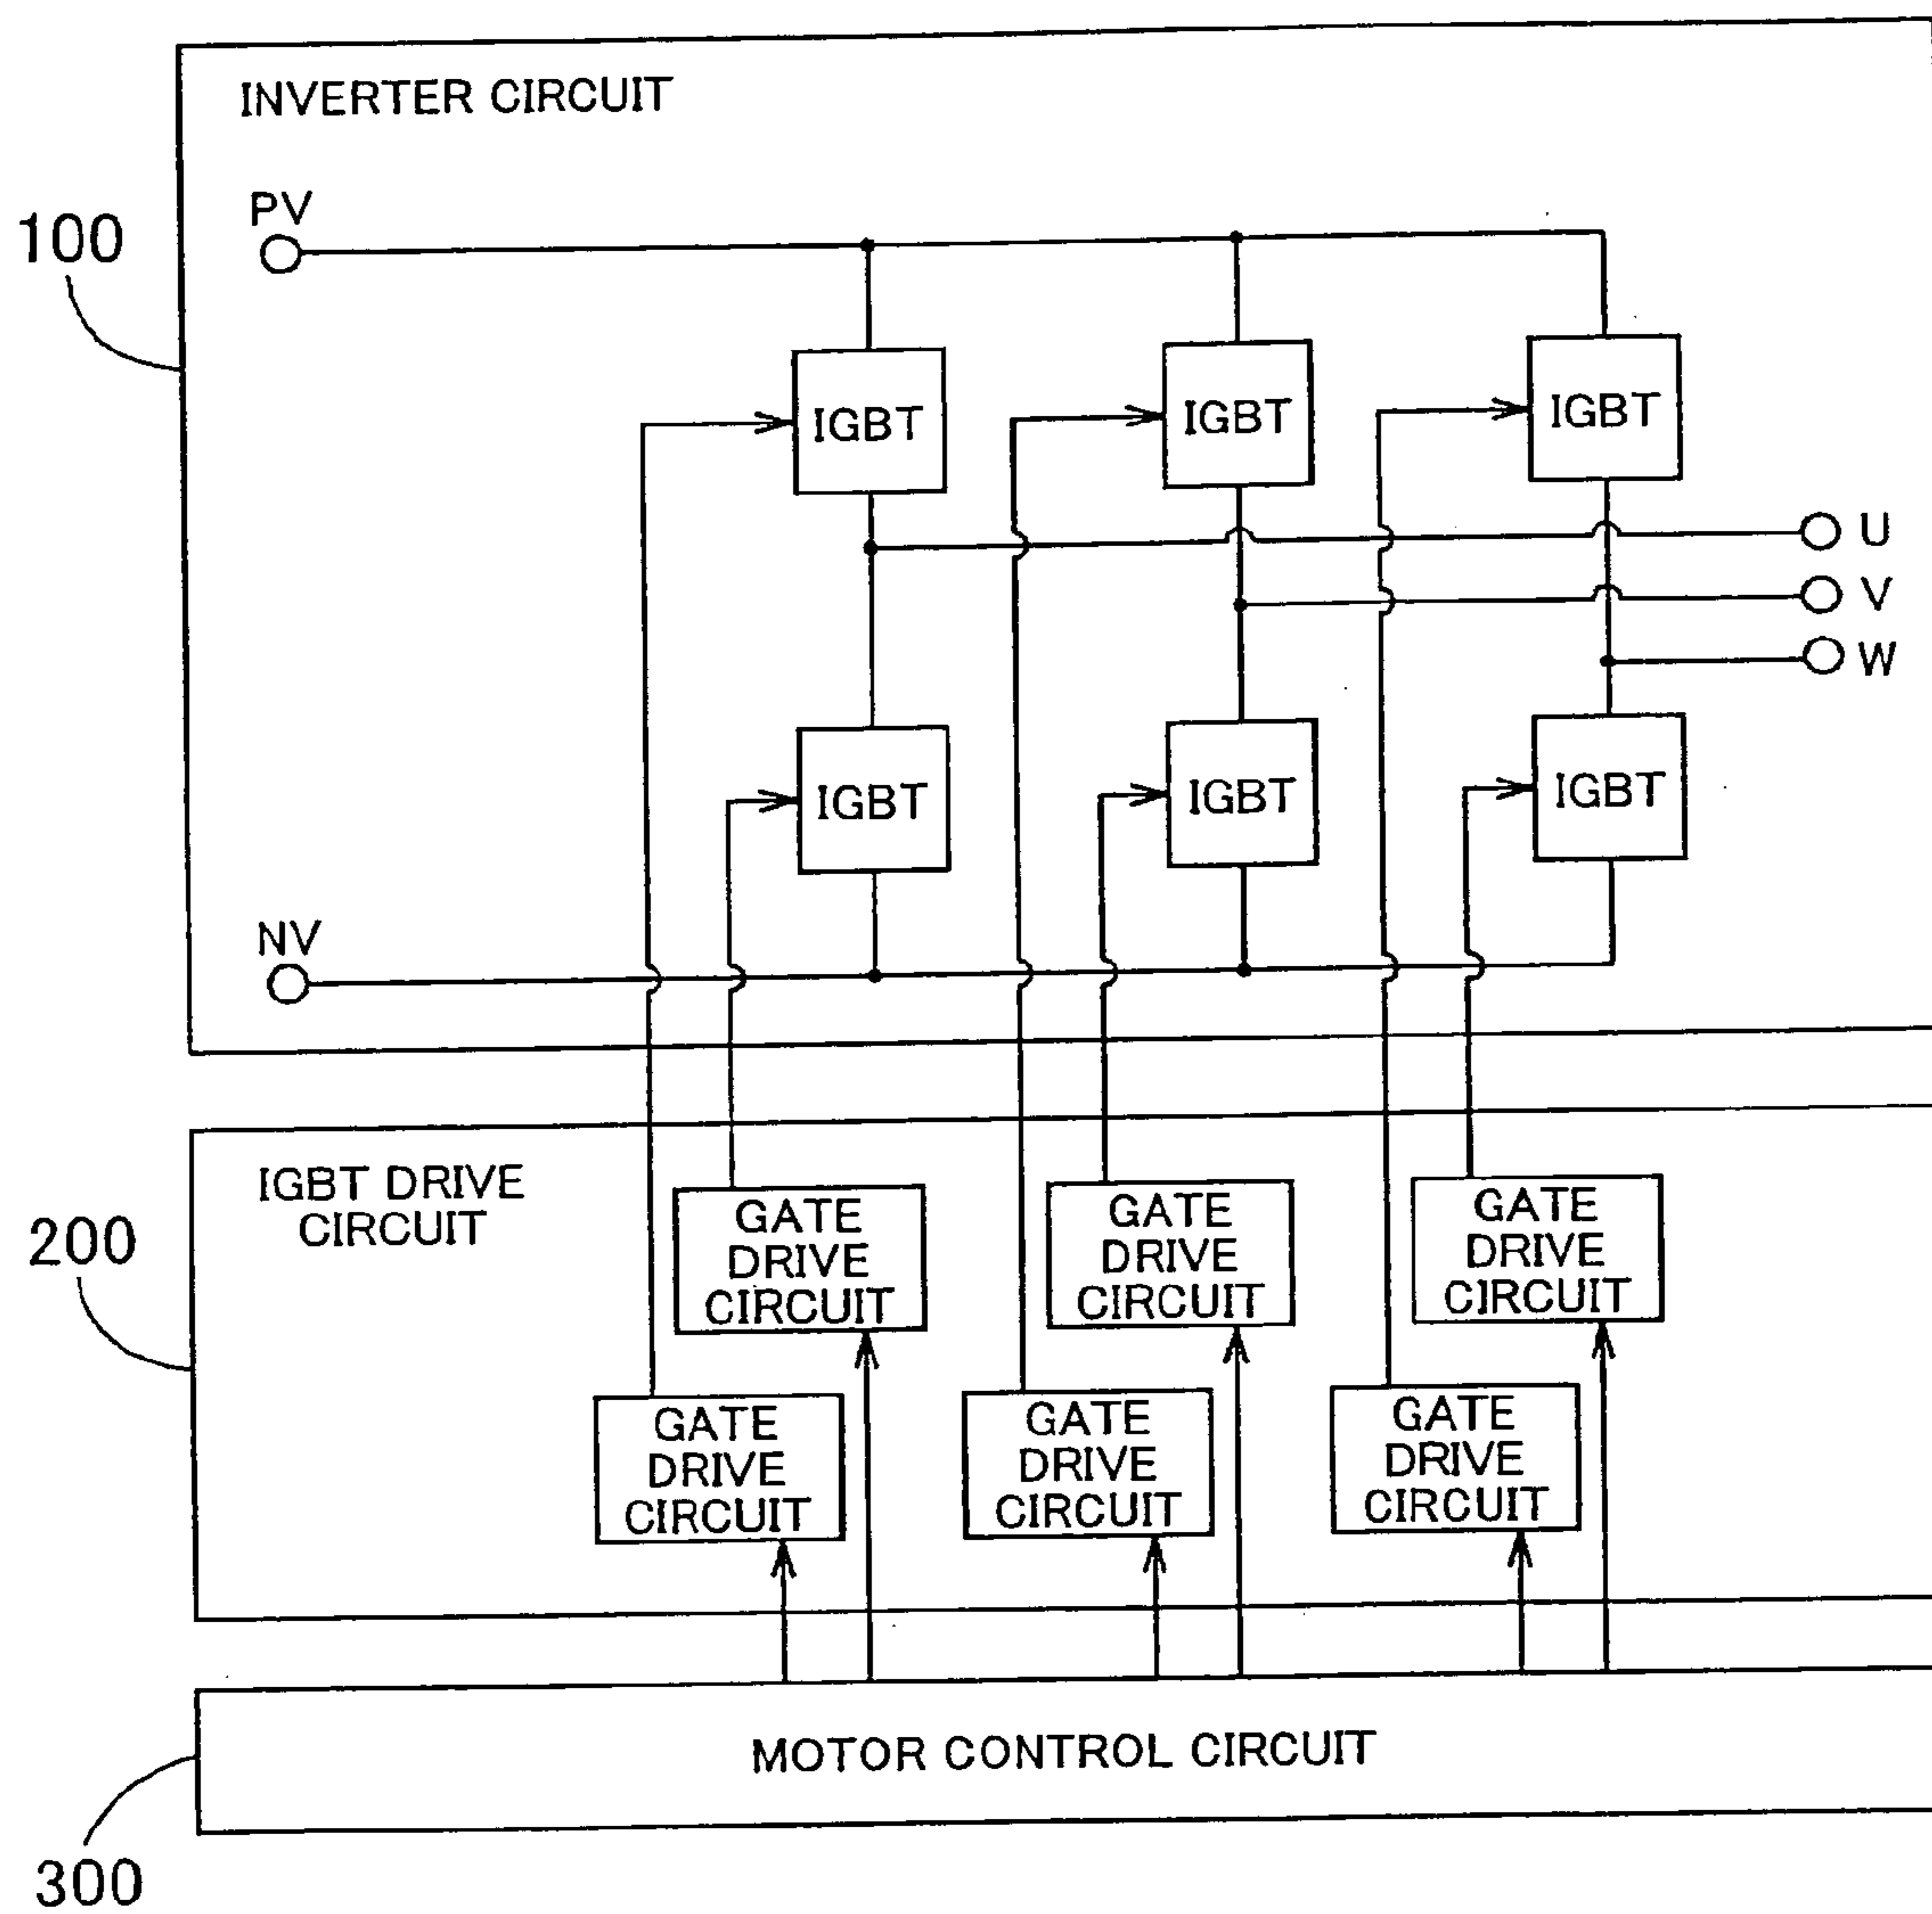 INVERTER CIRCUIT
PV
100
IGBT
IGBT
IGBT
U
V
W
IGBT
IGBT
IGBT
NV
IGBT DRIVE
CIRCUIT
200
GATE
DRIVE
CIRCUIT
GATE
DRIVE
CIRCUIT
GATE
DRIVE
CIRCUIT
GATE
DRIVE
CIRCUIT
GATE
DRIVE
CIRCUIT
GATE
DRIVE
CIRCUIT
MOTOR CONTROL CIRCUIT
300